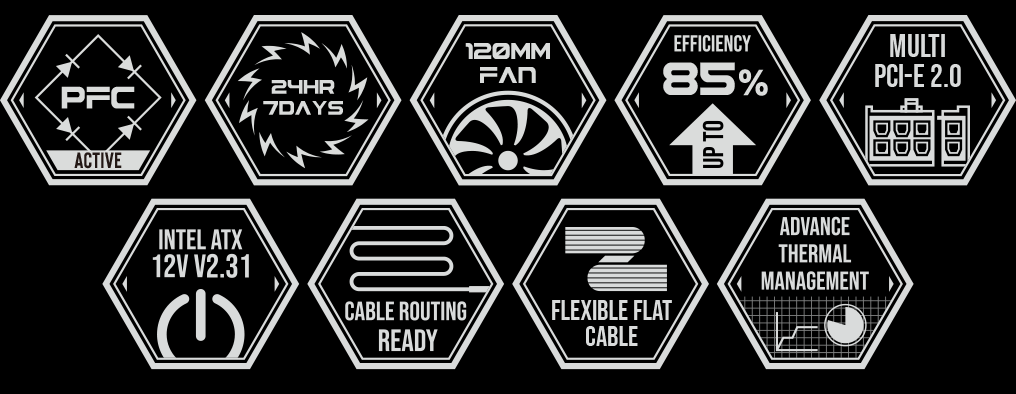 PFC
ACTIVE
24HR
7DAYS
120MM
FAN
EFFICIENCY
85%
UP TO
MULTI
PCI-E 2.0
INTEL ATX
12V V2.31
CABLE ROUTING
READY
FLEXIBLE FLAT
CABLE
ADVANCE
THERMAL
MANAGEMENT